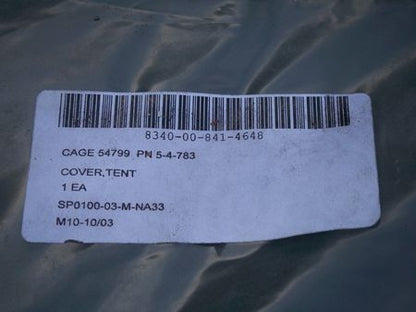 8340-00-841-4648
CAGE 54799 PN 5-4-783
COVER,TENT
1 EA
SP0100-03-M-NA33
M10-10/03